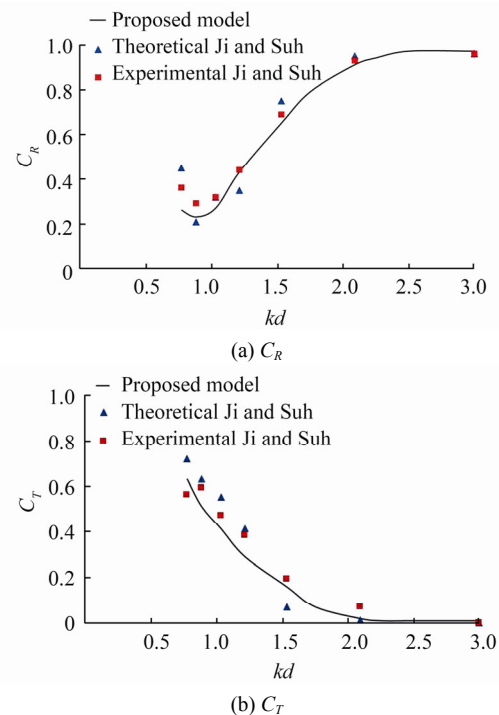 Proposed model
Theoretical Ji and Suh
Experimental Ji and Suh
1.0
0.8
0.6
0.4
0.2
0
C_R
0.5 1.0 1.5 2.0 2.5 3.0
kd
(a) C_R
Proposed model
Theoretical Ji and Suh
Experimental Ji and Suh
1.0
0.8
0.6
0.4
0.2
0
C_T
0.5 1.0 1.5 2.0 2.5 3.0
kd
(b) C_T